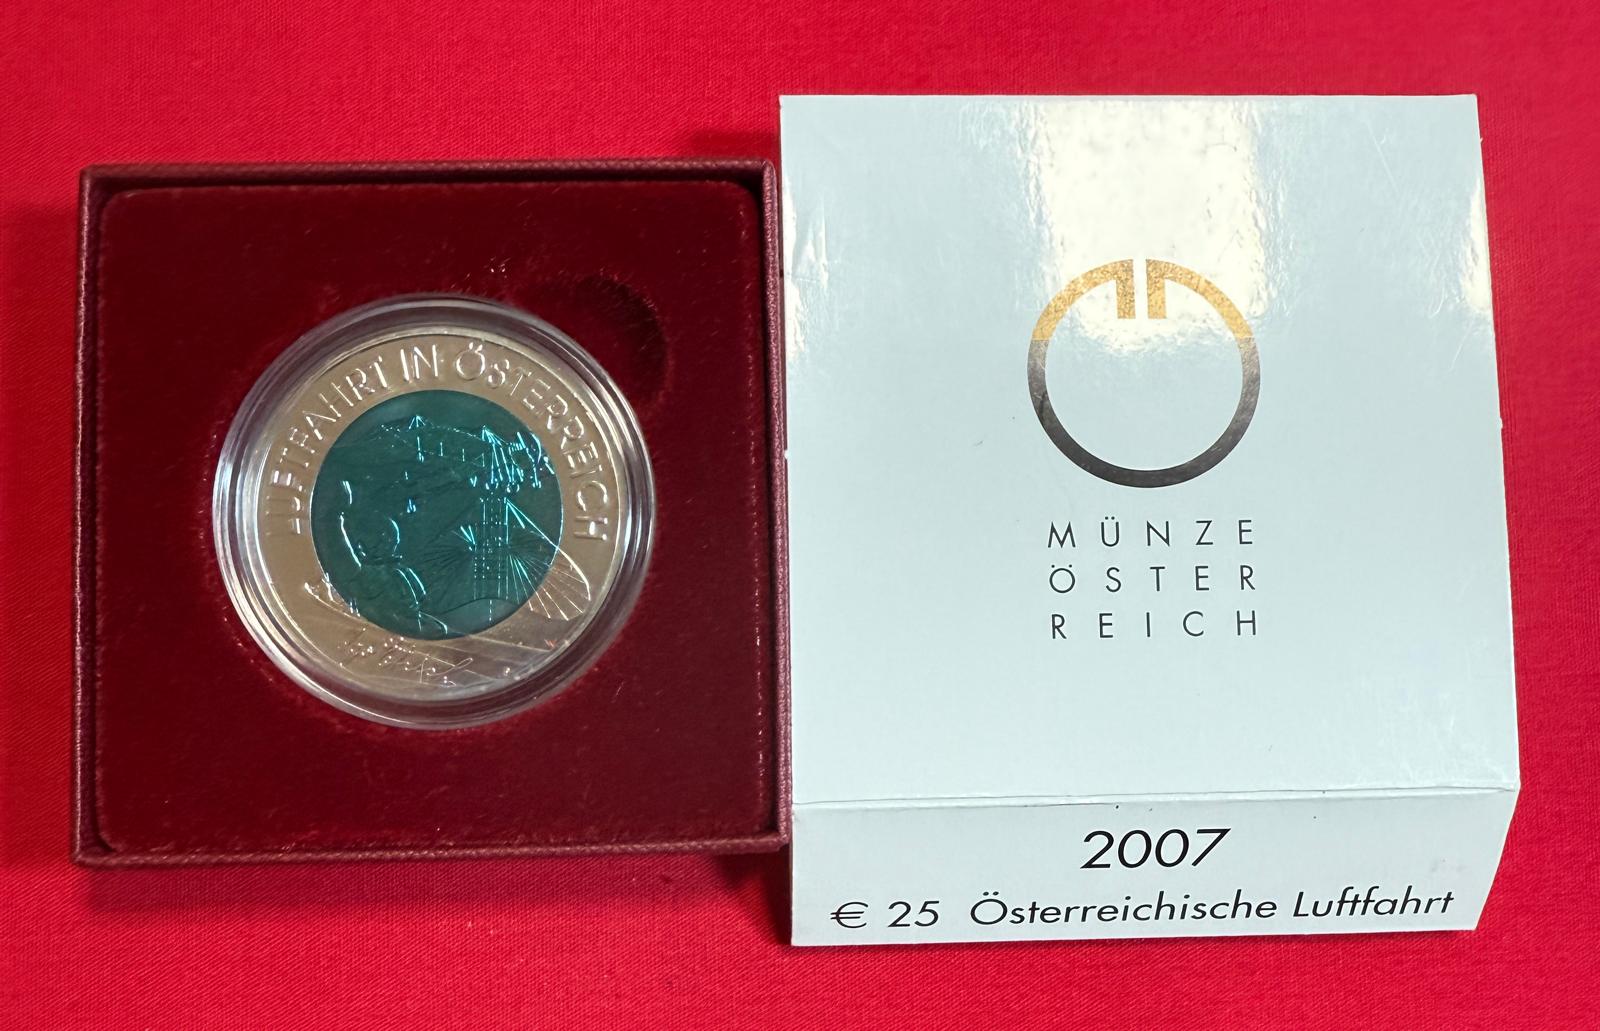 LUFTFAHRT IN ÖSTERREICH
MÜNZE
ÖSTER
REICH
2007
€ 25 Österreichische Luftfahrt